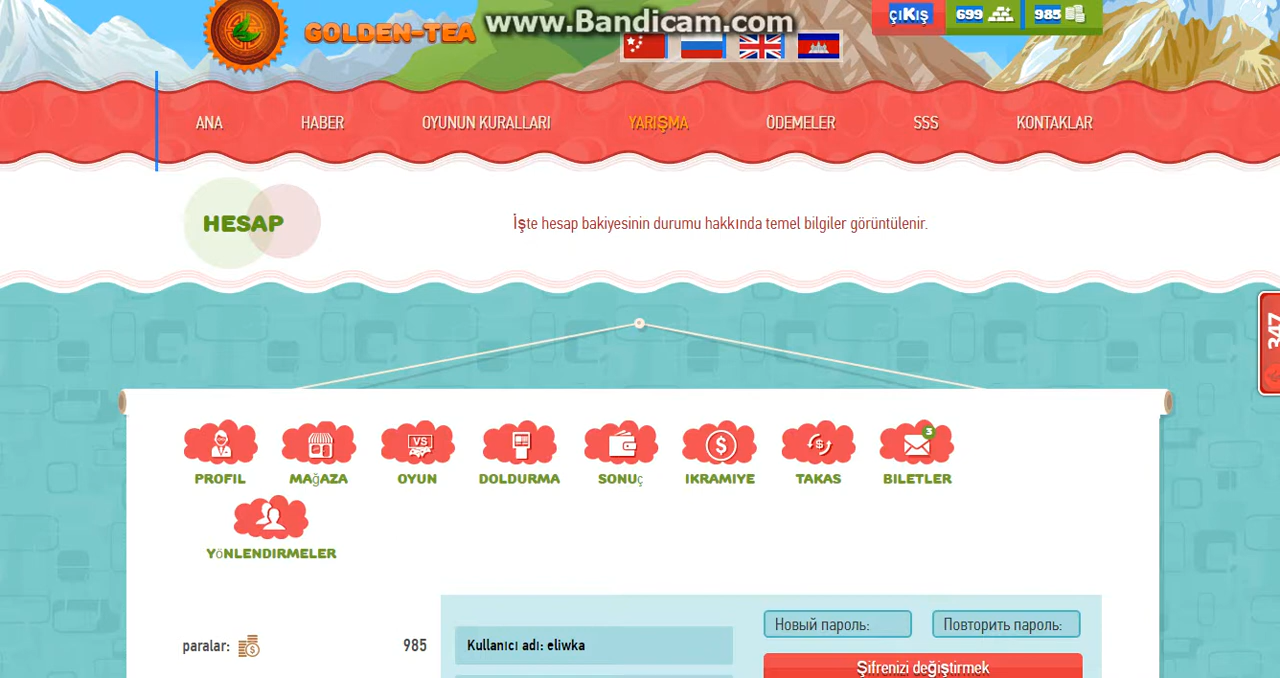 www.Bandicam.com
GOLDEN-TEA
ÇIKIŞ 699 985
ANA HABER OYUNUN KURALLARI YARIŞMA ÖDEMELER SSS KONTAKLAR
HESAP
İşte hesap bakiyesinin durumu hakkında temel bilgiler görüntülenir.
347
VS
3
PROFIL MAğAZA OYUN DOLDURMA SONUç IKRAMIYE TAKAS BILETLER
YöNLENDIRMELER
paralar: 985
Kullanıcı adı: eliwka
Новый пароль: Повторить пароль:
Şifrenizi değiştirmek